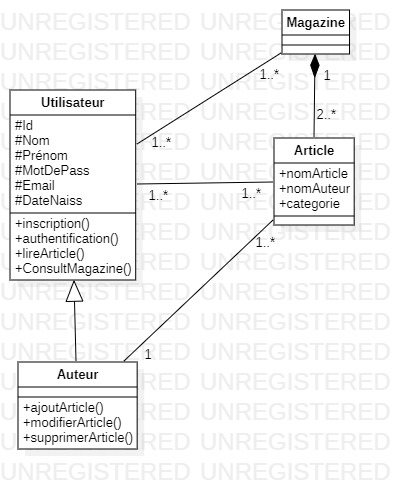 Magazine
1..*
1
2..*
Utilisateur
#Id
#Nom
#Prénom
#MotDePass
#Email
#DateNaiss
+inscription()
+authentification()
+lireArticle()
+ConsultMagazine()
1..*
1..*
1..*
Article
+nomArticle
+nomAuteur
+categorie
1..*
1
Auteur
+ajoutArticle()
+modifierArticle()
+supprimerArticle()
UNREGISTERED